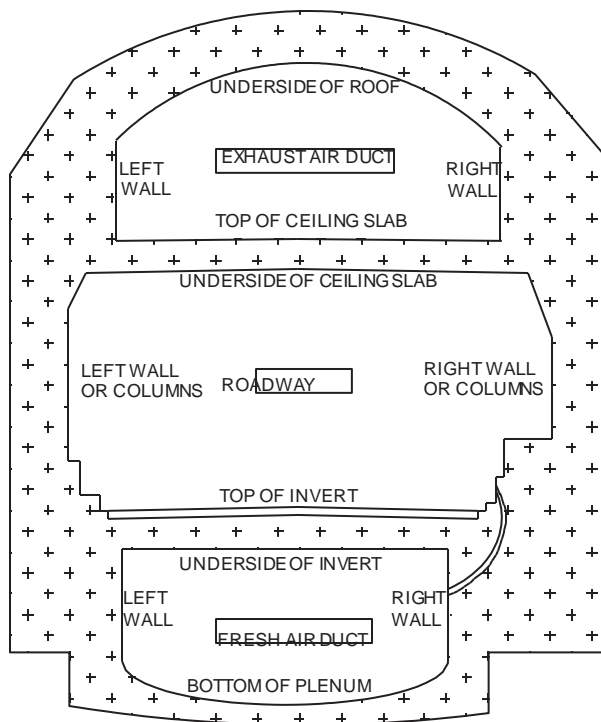 UNDERSIDE OF ROOF
EXHAUST AIR DUCT
LEFT
WALL
RIGHT
WALL
TOP OF CEILING SLAB
UNDERSIDE OF CEILING SLAB
LEFT WALL
OR COLUMNS
ROADWAY
RIGHT WALL
OR COLUMNS
TOP OF INVERT
UNDERSIDE OF INVERT
LEFT
WALL
RIGHT
WALL
FRESH AIR DUCT
BOTTOM OF PLENUM